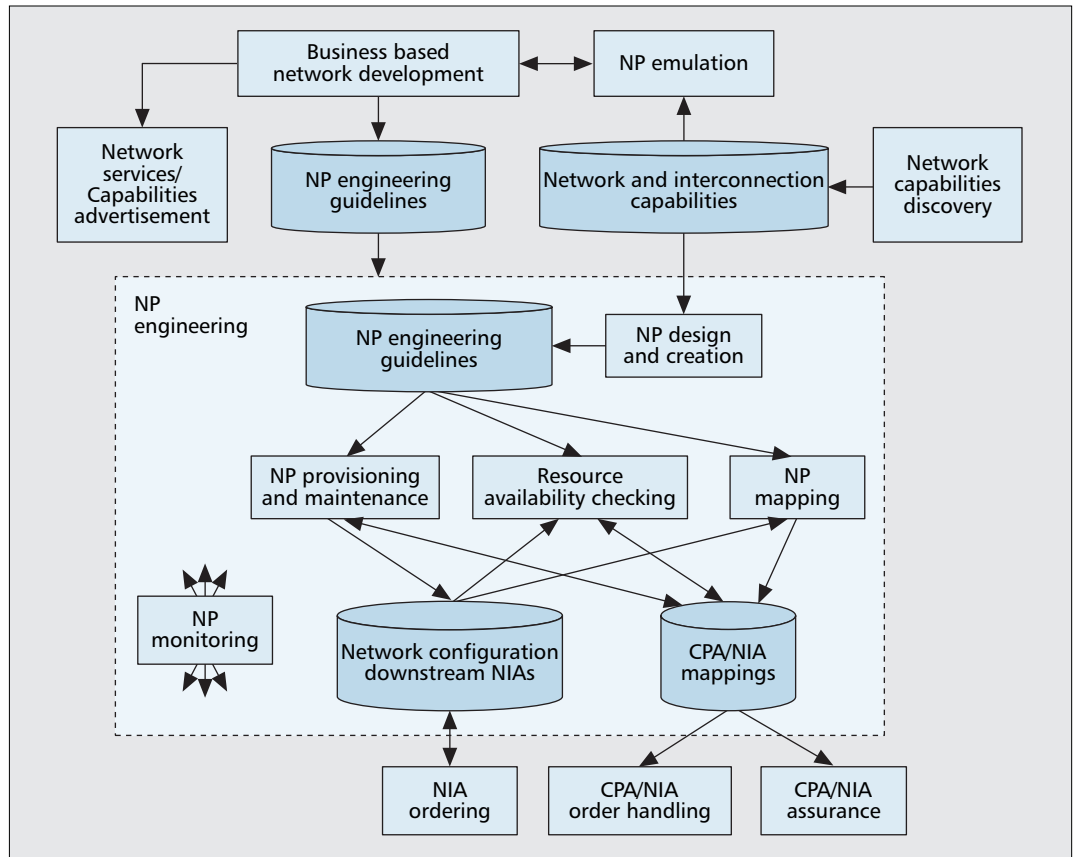 Business based
network development
NP emulation
Network
services/
Capabilities
advertisement
NP engineering
guidelines
Network and interconnection
capabilities
Network
capabilities
discovery
NP
engineering
NP engineering
guidelines
NP design
and creation
NP provisioning
and maintenance
Resource
availability checking
NP
mapping
NP
monitoring
Network configuration
downstream NIAs
CPA/NIA
mappings
NIA
ordering
CPA/NIA
order handling
CPA/NIA
assurance